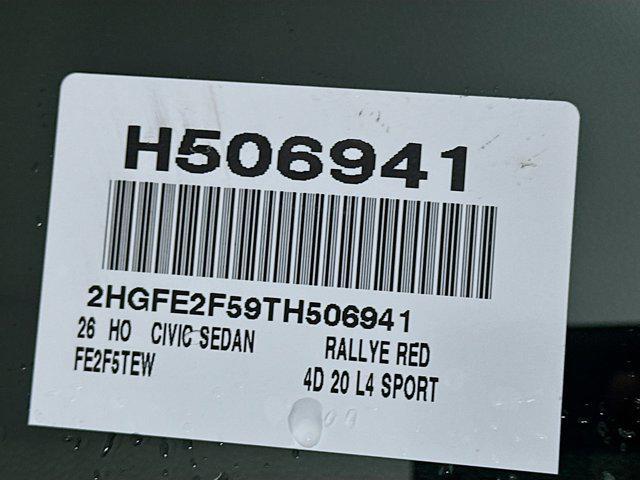 H506941
2HGFE2F59TH506941
26 HO CIVIC SEDAN RALLYE RED
FE2F5TEW 4D 20 L4 SPORT